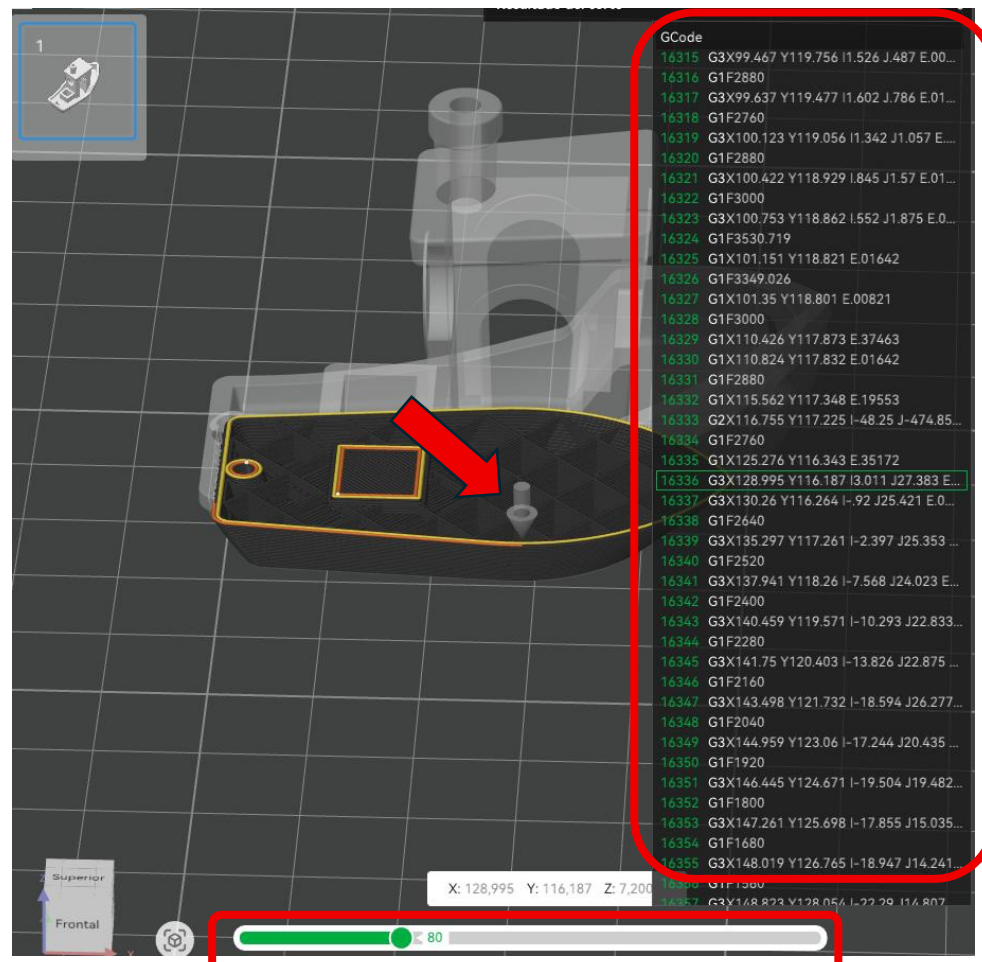 1
GCode
16315 G3X99.467 Y119.756 I1.526 J.487 E.00...
16316 G1F2880
16317 G3X99.637 Y119.477 I1.602 J.786 E.01...
16318 G1F2760
16319 G3X100.123 Y119.056 I1.342 J1.057 E....
16320 G1F2880
16321 G3X100.422 Y118.929 I.845 J1.57 E.01...
16322 G1F3000
16323 G3X100.753 Y118.862 I.552 J1.875 E.0...
16324 G1F3530.719
16325 G1X101.151 Y118.821 E.01642
16326 G1F3349.026
16327 G1X101.35 Y118.801 E.00821
16328 G1F3000
16329 G1X110.426 Y117.873 E.37463
16330 G1X110.824 Y117.832 E.01642
16331 G1F2880
16332 G1X115.562 Y117.348 E.19553
16333 G2X116.755 Y117.225 I-48.25 J-474.85...
16334 G1F2760
16335 G1X125.276 Y116.343 E.35172
16336 G3X128.995 Y116.187 I3.011 J27.383 E...
16337 G3X130.26 Y116.264 I-.92 J25.421 E.0...
16338 G1F2640
16339 G3X135.297 Y117.261 I-2.397 J25.353 ...
16340 G1F2520
16341 G3X137.941 Y118.26 I-7.568 J24.023 E...
16342 G1F2400
16343 G3X140.459 Y119.571 I-10.293 J22.833...
16344 G1F2280
16345 G3X141.75 Y120.403 I-13.826 J22.875 ...
16346 G1F2160
16347 G3X143.498 Y121.732 I-18.594 J26.277...
16348 G1F2040
16349 G3X144.959 Y123.06 I-17.244 J20.435 ...
16350 G1F1920
16351 G3X146.445 Y124.671 I-19.504 J19.482...
16352 G1F1800
16353 G3X147.261 Y125.698 I-17.855 J15.035...
16354 G1F1680
16355 G3X148.019 Y126.765 I-18.947 J14.241...
16356 G1F1560
16357 G3X148.823 Y128.054 I-22.29 J14.807
Superior
Frontal
Z
X
X: 128,995 Y: 116,187 Z: 7,200
80